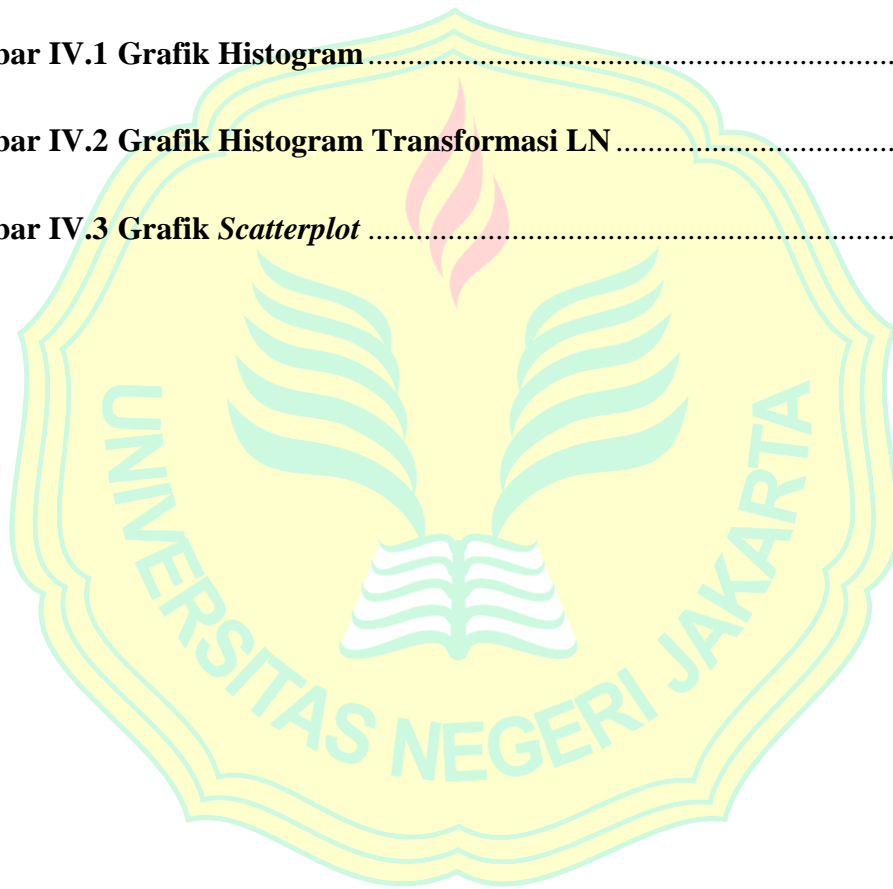 bar IV.1 Grafik Histogram........................................................................
bar IV.2 Grafik Histogram Transformasi LN........................................
bar IV.3 Grafik Scatterplot ........................................................................
UNIVERSITAS NEGERI JAKARTA